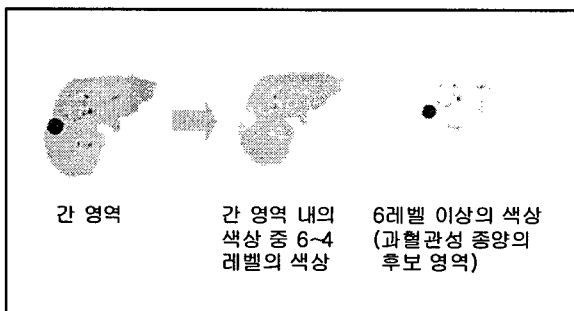 간 영역
간 영역 내의
색상 중 6~4
레벨의 색상
6레벨 이상의 색상
(과혈관성 종양의
후보 영역)